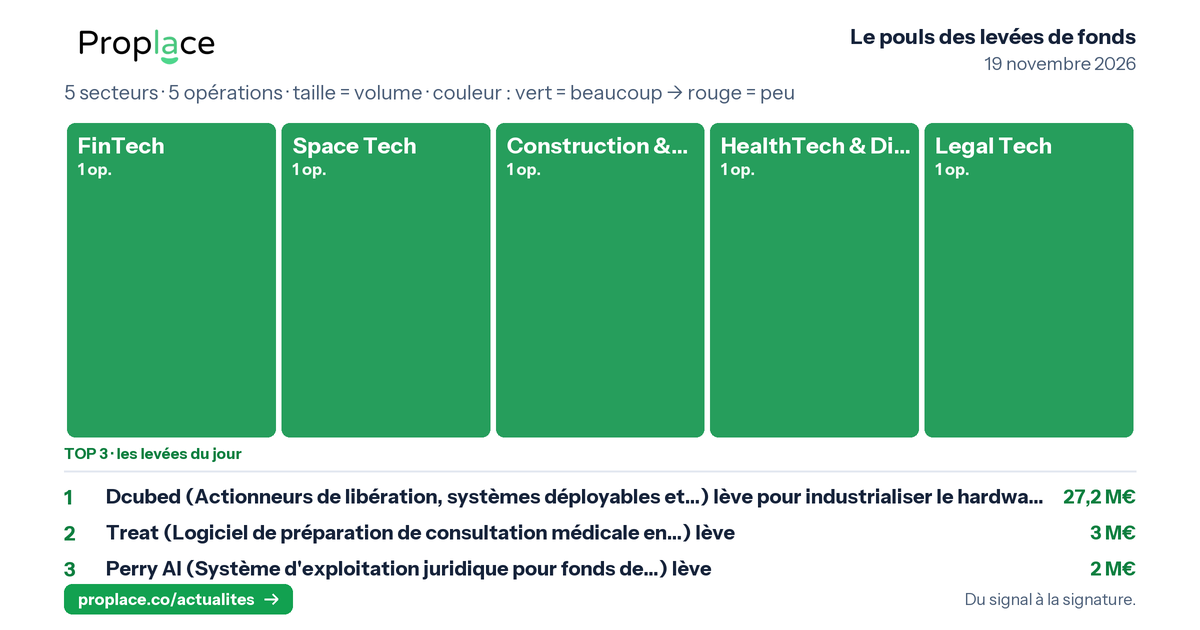 Proplace
Le pouls des levées de fonds
19 novembre 2026
5 secteurs · 5 opérations · taille = volume · couleur : vert = beaucoup → rouge = peu
FinTech
1 op.
Space Tech
1 op.
Construction &...
1 op.
HealthTech & Di...
1 op.
Legal Tech
1 op.
TOP 3 · les levées du jour
1 Dcubed (Actionneurs de libération, systèmes déployables et...) lève pour industrialiser le hardwa... 27,2 M€
2 Treat (Logiciel de préparation de consultation médicale en...) lève 3 M€
3 Perry AI (Système d'exploitation juridique pour fonds de...) lève 2 M€
proplace.co/actualites →
Du signal à la signature.